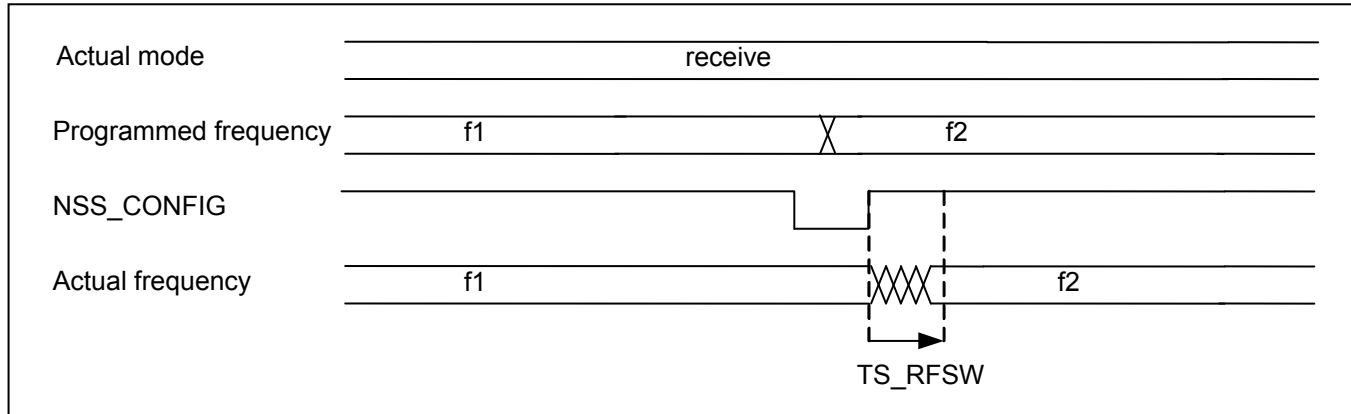 Actual mode
receive
Programmed frequency
f1
f2
NSS_CONFIG
Actual frequency
f1
f2
TS_RFSW